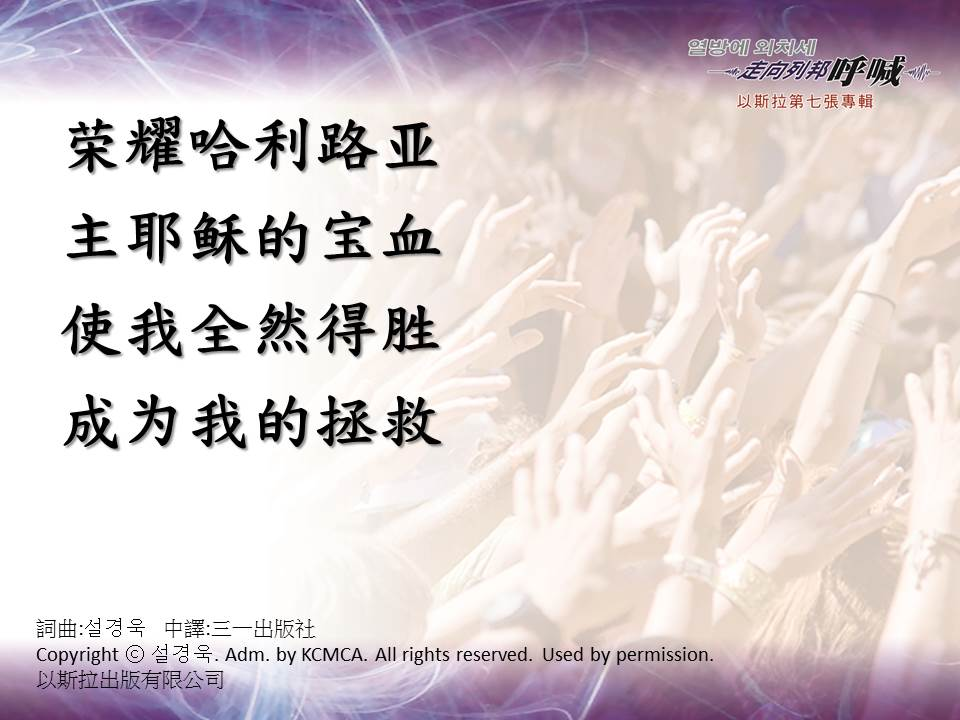 열방에 외치세
走向列邦呼喊
以斯拉第七張專輯
荣耀哈利路亚
主耶稣的宝血
使我全然得胜
成为我的拯救
詞曲:설경욱 中譯:三一出版社
Copyright ⓒ 설경욱. Adm. by KCMCA. All rights reserved. Used by permission.
以斯拉出版有限公司